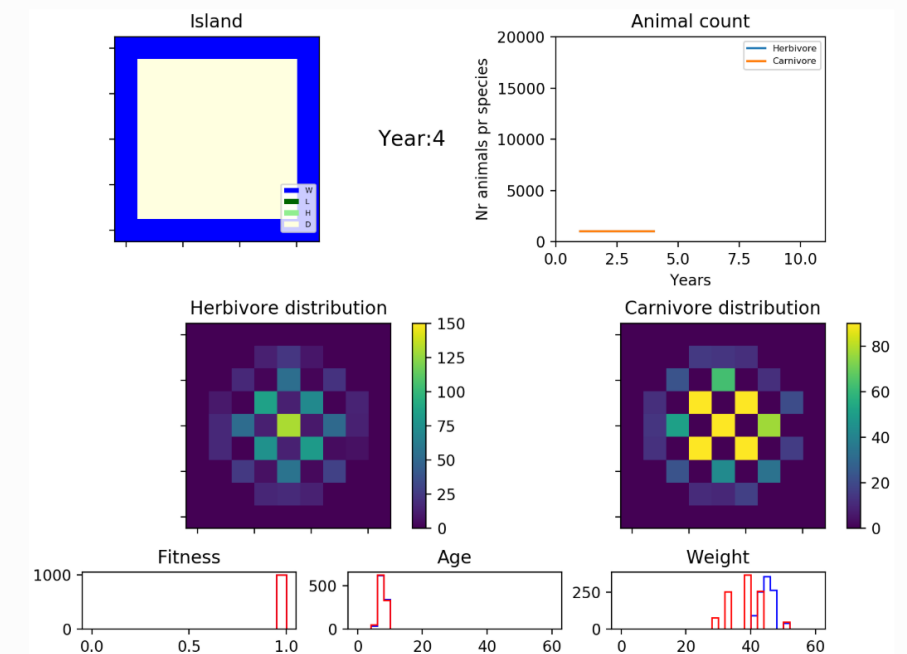 Island
Animal count
20000
15000
10000
5000
0
Nr animals pr species
Herbivore
Carnivore
0.0 2.5 5.0 7.5 10.0
Years
W
L
H
D
Year:4
Herbivore distribution
150
125
100
75
50
25
0
Carnivore distribution
80
60
40
20
0
Fitness
1000
0
0.0 0.5 1.0
Age
500
0
0 20 40 60
Weight
250
0
0 20 40 60